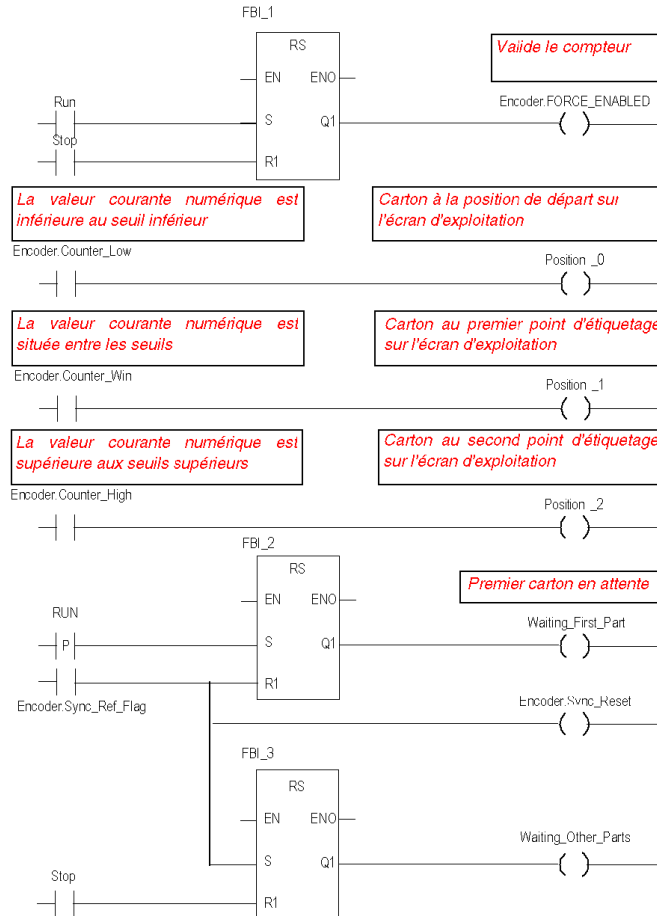 FBI_1
RS
Valide le compteur
EN ENO
Run
Encoder.FORCE_ENABLED
S Q1
Stop
R1
La valeur courante numérique est
inférieure au seuil inférieur
Carton à la position de départ sur
l'écran d'exploitation
Encoder.Counter_Low
Position _0
La valeur courante numérique est
située entre les seuils
Carton au premier point d'étiquetage
sur l'écran d'exploitation
Encoder.Counter_Win
Position _1
La valeur courante numérique est
supérieure aux seuils supérieurs
Carton au second point d'étiquetage
sur l'écran d'exploitation
Encoder.Counter_High
Position _2
FBI_2
RS
Premier carton en attente
EN ENO
RUN
Waiting_First_Part
P
S Q1
R1
Encoder.Sync_Ref_Flag
Encoder.Sync_Reset
FBI_3
RS
EN ENO
Waiting_Other_Parts
S Q1
Stop
R1